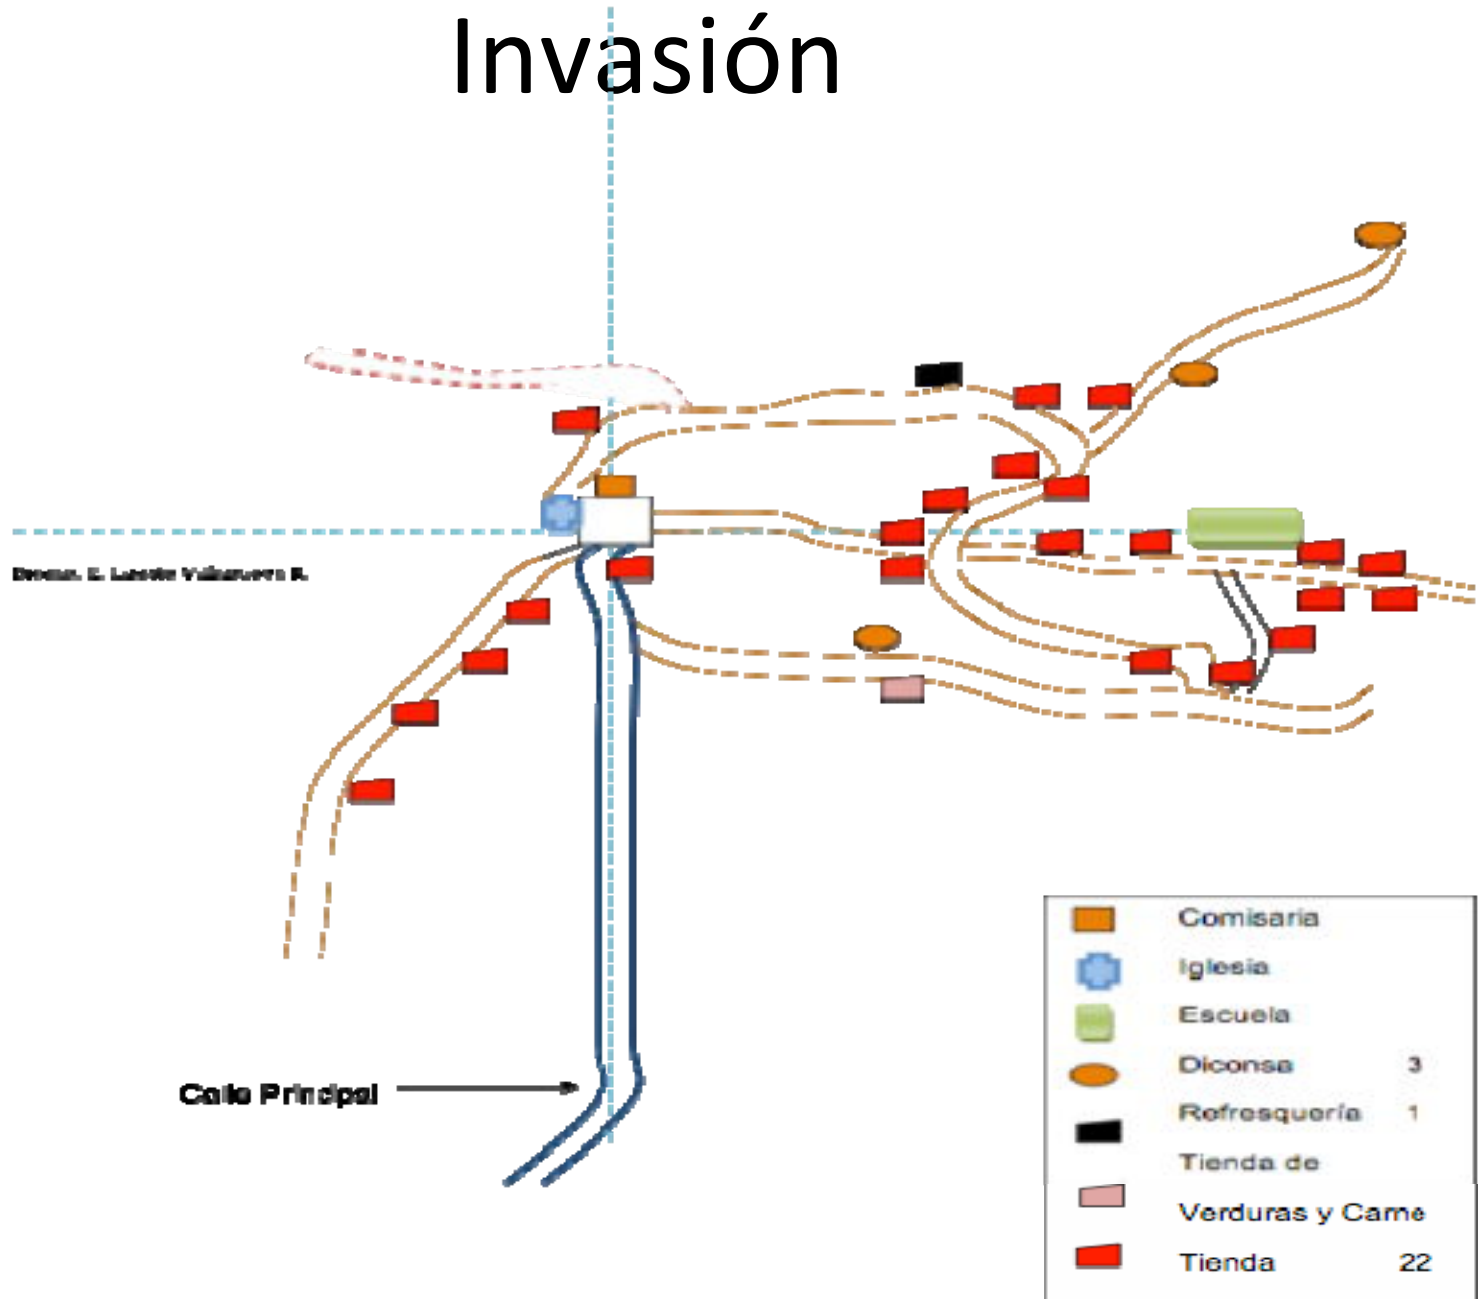 Invasión
Calle Principal
Comisaria
Iglesia
Escuela
Diconsa 3
Refresquería 1
Tienda de
Verduras y Carne
Tienda 22